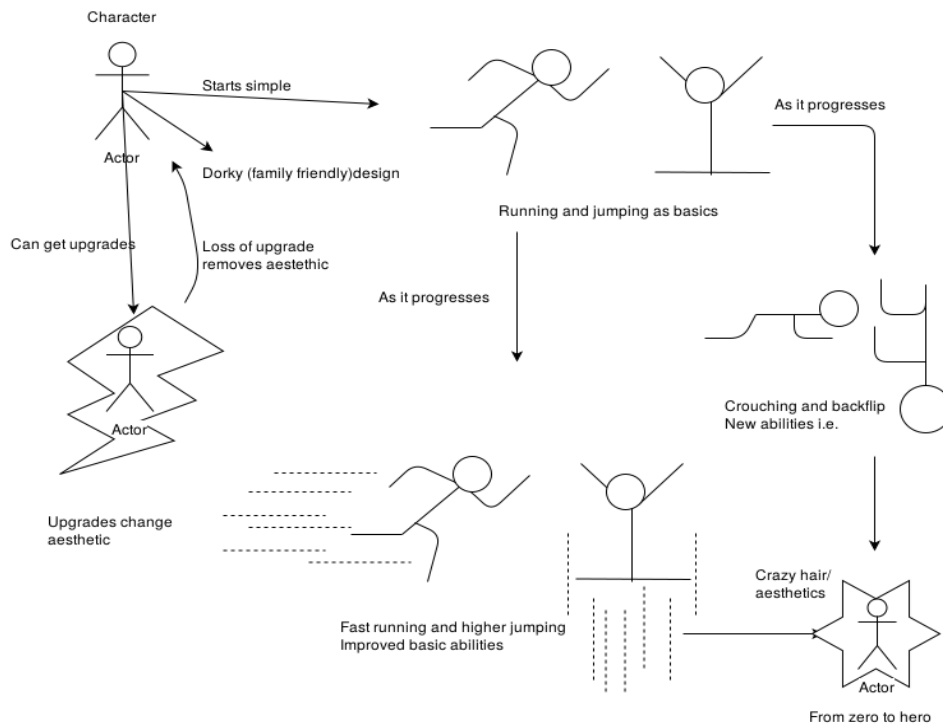 Character
Actor
Starts simple
Dorky (family friendly)design
Can get upgrades
Loss of upgrade
removes aestethic
Actor
Upgrades change
aesthetic
Running and jumping as basics
As it progresses
As it progresses
Crouching and backflip
New abilities i.e.
Fast running and higher jumping
Improved basic abilities
Crazy hair/
aesthetics
Actor
From zero to hero